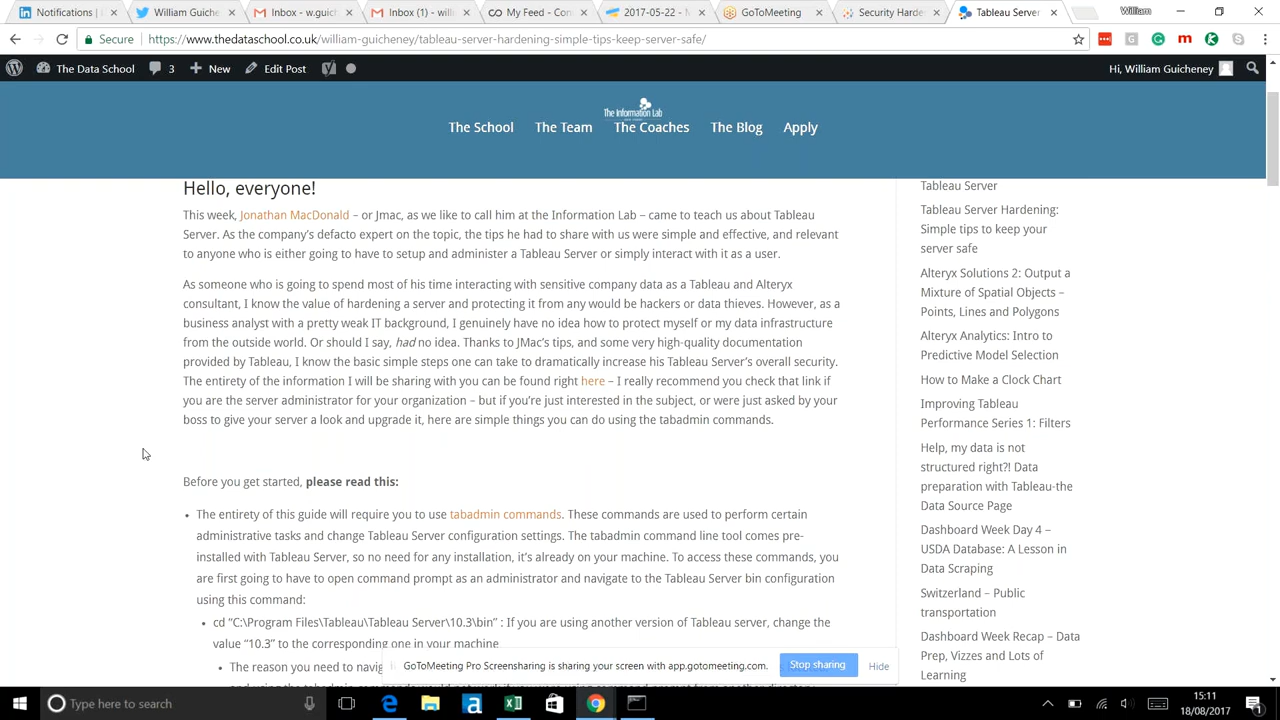 LinkedIn | Notifications
William Guiche
Inbox - w.guich
Inbox (1) - willi
My Feed - Com
2017-05-22 - N
GoToMeeting
Security Harde
Tableau Server
William
Secure
https://www.thedataschool.co.uk/william-guicheney/tableau-server-hardening-simple-tips-keep-server-safe/
The Data School
3
New
Edit Post
Hi, William Guicheney
The Information Lab
The School
The Team
The Coaches
The Blog
Apply
Hello, everyone!
This week, Jonathan MacDonald – or Jmac, as we like to call him at the Information Lab – came to teach us about Tableau
Server. As the company's defacto expert on the topic, the tips he had to share with us were simple and effective, and relevant
to anyone who is either going to have to setup and administer a Tableau Server or simply interact with it as a user.
As someone who is going to spend most of his time interacting with sensitive company data as a Tableau and Alteryx
consultant, I know the value of hardening a server and protecting it from any would be hackers or data thieves. However, as a
business analyst with a pretty weak IT background, I genuinely have no idea how to protect myself or my data infrastructure
from the outside world. Or should I say, had no idea. Thanks to JMac's tips, and some very high-quality documentation
provided by Tableau, I know the basic simple steps one can take to dramatically increase his Tableau Server's overall security.
The entirety of the information I will be sharing with you can be found right here – I really recommend you check that link if
you are the server administrator for your organization – but if you're just interested in the subject, or were just asked by your
boss to give your server a look and upgrade it, here are simple things you can do using the tabadmin commands.
Before you get started, please read this:
• The entirety of this guide will require you to use tabadmin commands. These commands are used to perform certain
administrative tasks and change Tableau Server configuration settings. The tabadmin command line tool comes pre-
installed with Tableau Server, so no need for any installation, it's already on your machine. To access these commands, you
are first going to have to open command prompt as an administrator and navigate to the Tableau Server bin configuration
using this command:
• cd "C:\Program Files\Tableau\Tableau Server\10.3\bin" : If you are using another version of Tableau server, change the
value "10.3" to the corresponding one in your machine
The reason you need to navig
Tableau Server
Tableau Server Hardening:
Simple tips to keep your
server safe
Alteryx Solutions 2: Output a
Mixture of Spatial Objects –
Points, Lines and Polygons
Alteryx Analytics: Intro to
Predictive Model Selection
How to Make a Clock Chart
Improving Tableau
Performance Series 1: Filters
Help, my data is not
structured right?! Data
preparation with Tableau-the
Data Source Page
Dashboard Week Day 4 –
USDA Database: A Lesson in
Data Scraping
Switzerland – Public
transportation
Dashboard Week Recap – Data
Prep, Vizzes and Lots of
Learning
GoToMeeting Pro Screensharing is sharing your screen with app.gotomeeting.com.
Stop sharing
Hide
Type here to search
15:11
18/08/2017